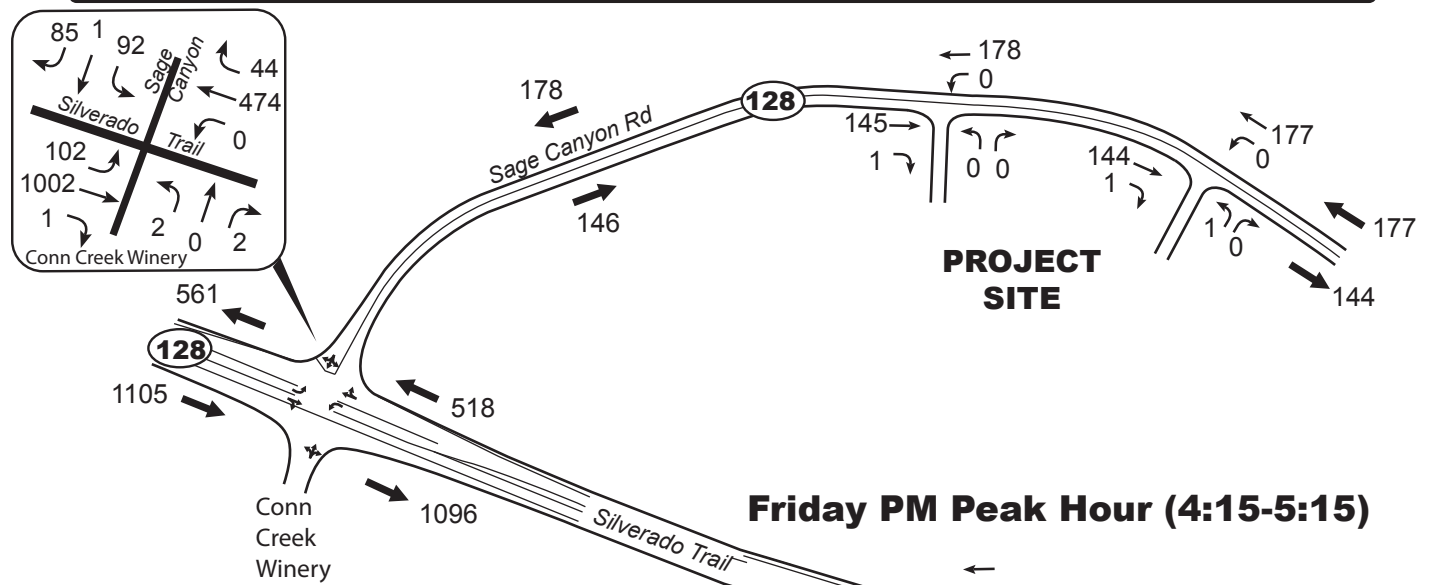 85 1 92
Sage
Canyon
44
474
0
Silverado
Trail
102
1002
1
2
0
2
Conn Creek Winery
178
Sage Canyon Rd
146
128
178
0
145
1
0 0
144
1
177
0
1 0
177
144
PROJECT
SITE
561
128
1105
518
1096
Conn
Creek
Winery
Silverado Trail
Friday PM Peak Hour (4:15-5:15)